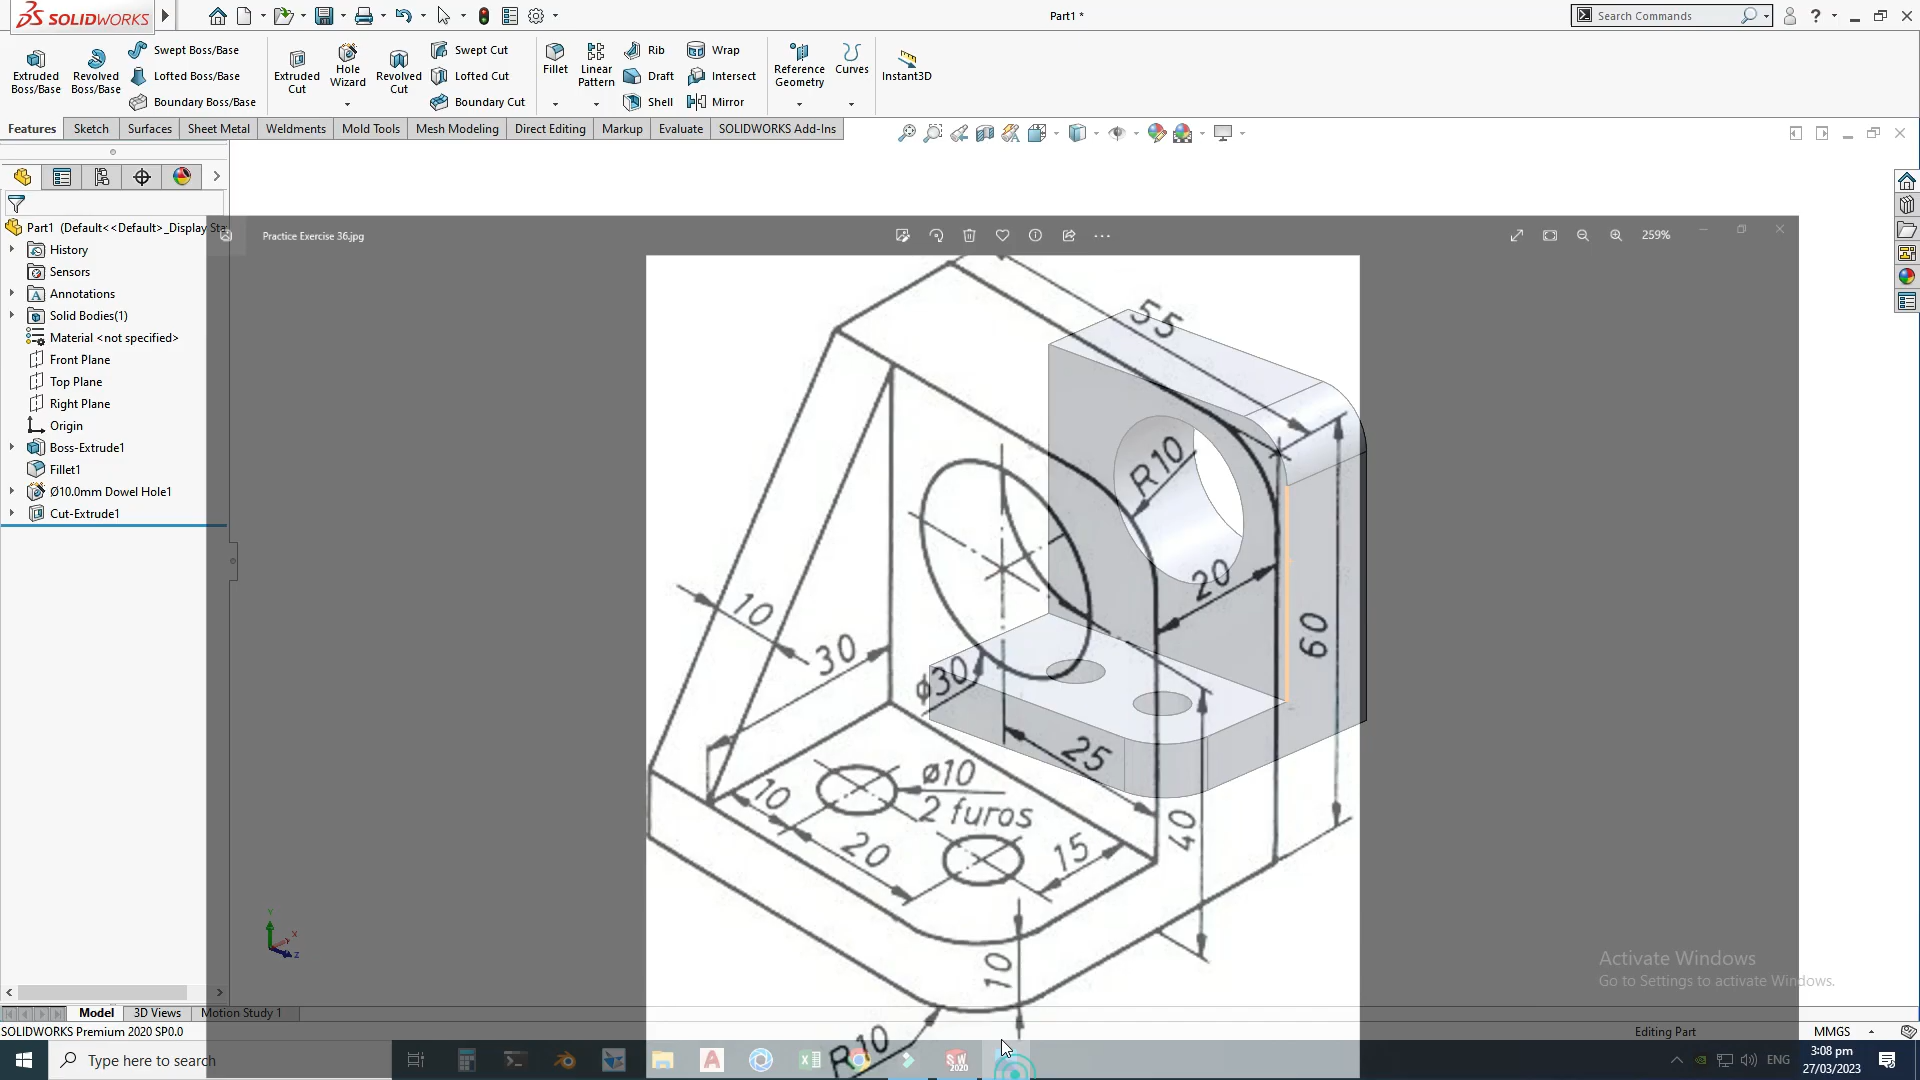 SOLIDWORKS
Part1 *
Search Commands
Extruded Boss/Base
Revolved Boss/Base
Swept Boss/Base
Lofted Boss/Base
Boundary Boss/Base
Extruded Cut
Hole Wizard
Revolved Cut
Swept Cut
Lofted Cut
Boundary Cut
Fillet
Linear Pattern
Rib
Draft
Shell
Wrap
Intersect
Mirror
Reference Geometry
Curves
Instant3D
Features
Sketch
Surfaces
Sheet Metal
Weldments
Mold Tools
Mesh Modeling
Direct Editing
Markup
Evaluate
SOLIDWORKS Add-Ins
Part1 (Default<<Default>_Display Sta
History
Sensors
Annotations
Solid Bodies(1)
Material <not specified>
Front Plane
Top Plane
Right Plane
Origin
Boss-Extrude1
Fillet1
Ø10.0mm Dowel Hole1
Cut-Extrude1
Practice Exercise 36.jpg
259%
55
R10
20
60
10
30
ϕ30
25
ø10
2 furos
10
20
15
40
10
R10
Y
X
Z
Activate Windows
Go to Settings to activate Windows.
Model
3D Views
Motion Study 1
SOLIDWORKS Premium 2020 SP0.0
Editing Part
MMGS
Type here to search
SW
2020
ENG
3:08 pm
27/03/2023